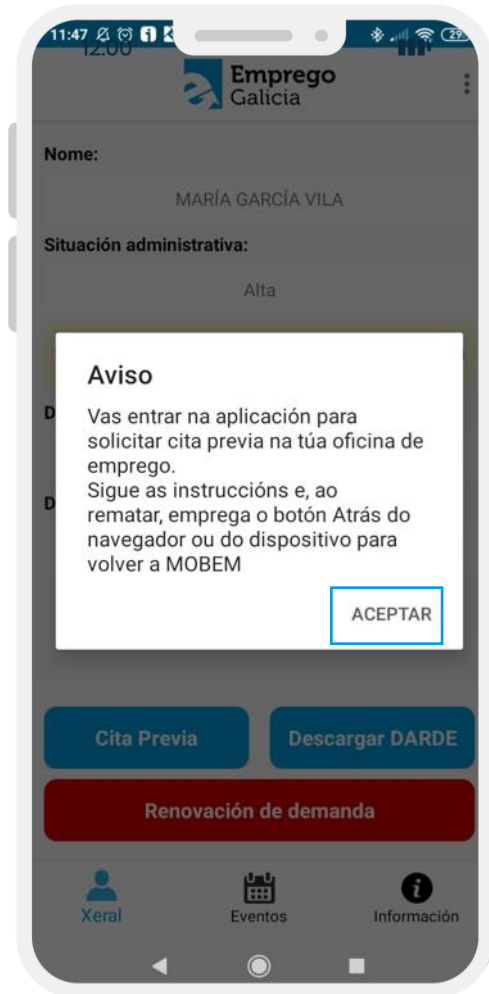 11:47
12:00
29
Emprego
Galicia
Nome:
MARÍA GARCÍA VILA
Situación administrativa:
Alta
Aviso
D
Vas entrar na aplicación para
solicitar cita previa na túa oficina de
emprego.
D
Sigue as instruccións e, ao
rematar, emprega o botón Atrás do
navegador ou do dispositivo para
volver a MOBEM
ACEPTAR
Cita Previa
Descargar DARDE
Renovación de demanda
Xeral
Eventos
Información